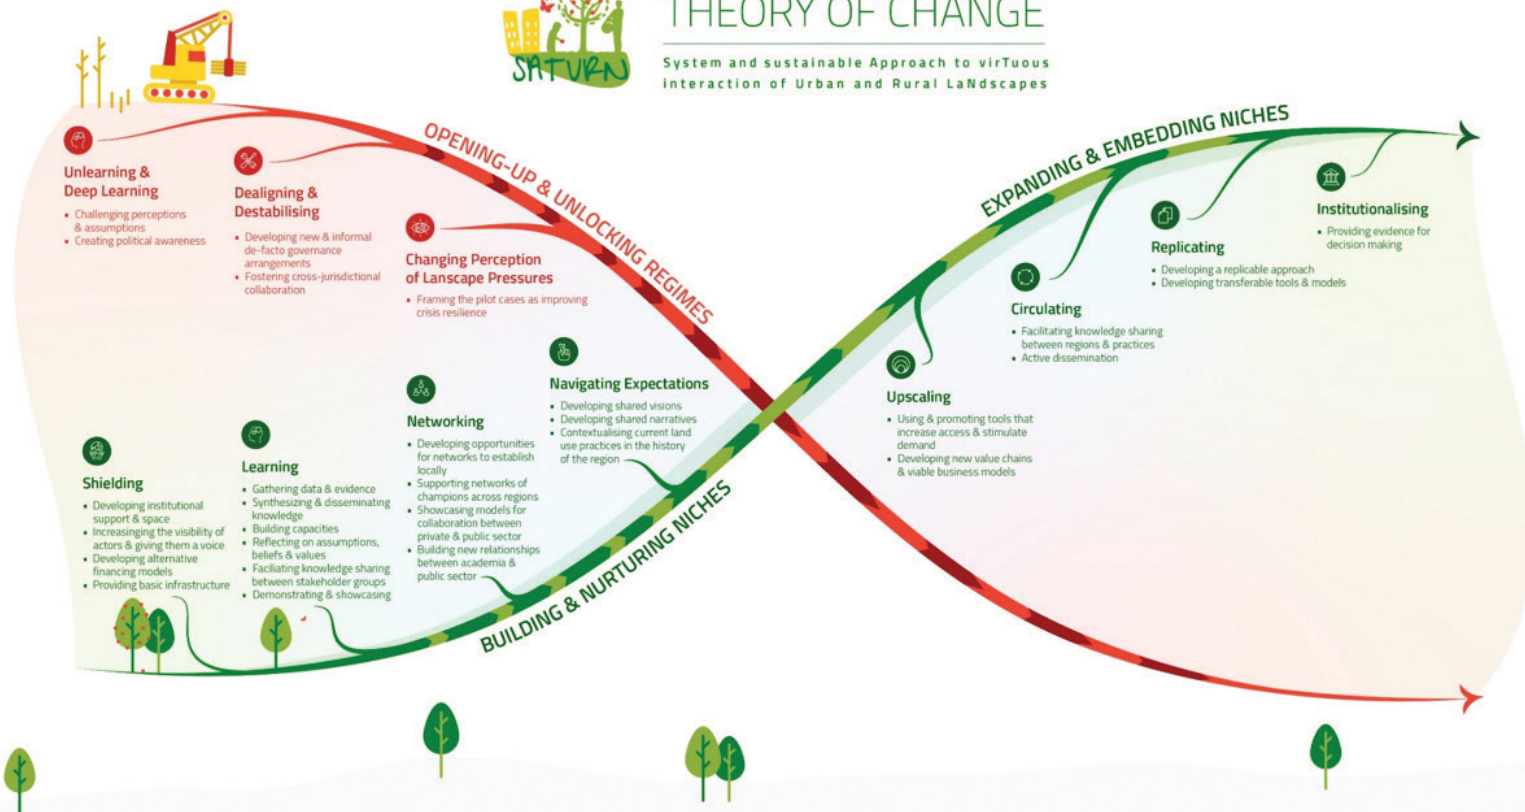 THEORY OF CHANGE
SATURN
System and sustainable Approach to virTuous
interaction of Urban and Rural LaNdscapes
OPENING-UP & UNLOCKING REGIMES
Unlearning &
Deep Learning
• Challenging perceptions
& assumptions
• Creating political awareness
Dealigning &
Destabilising
• Developing new & informal
de-facto governance
arrangements
• Fostering cross-jurisdictional
collaboration
Changing Perception
of Lanscape Pressures
• Framing the pilot cases as improving
crisis resilience
BUILDING & NURTURING NICHES
Shielding
• Developing institutional
support & space
• Increasinging the visibility of
actors & giving them a voice
• Developing alternative
financing models
• Providing basic infrastructure
Learning
• Gathering data & evidence
• Synthesizing & disseminating
knowledge
• Building capacities
• Reflecting on assumptions,
beliefs & values
• Faciliating knowledge sharing
between stakeholder groups
• Demonstrating & showcasing
Networking
• Developing opportunities
for networks to establish
locally
• Supporting networks of
champions across regions
• Showcasing models for
collaboration between
private & public sector
• Building new relationships
between academia &
public sector
Navigating Expectations
• Developing shared visions
• Developing shared narratives
• Contextualising current land
use practices in the history
of the region
EXPANDING & EMBEDDING NICHES
Upscaling
• Using & promoting tools that
increase access & stimulate
demand
• Developing new value chains
& viable business models
Circulating
• Facilitating knowledge sharing
between regions & practices
• Active dissemination
Replicating
• Developing a replicable approach
• Developing transferable tools & models
Institutionalising
• Providing evidence for
decision making